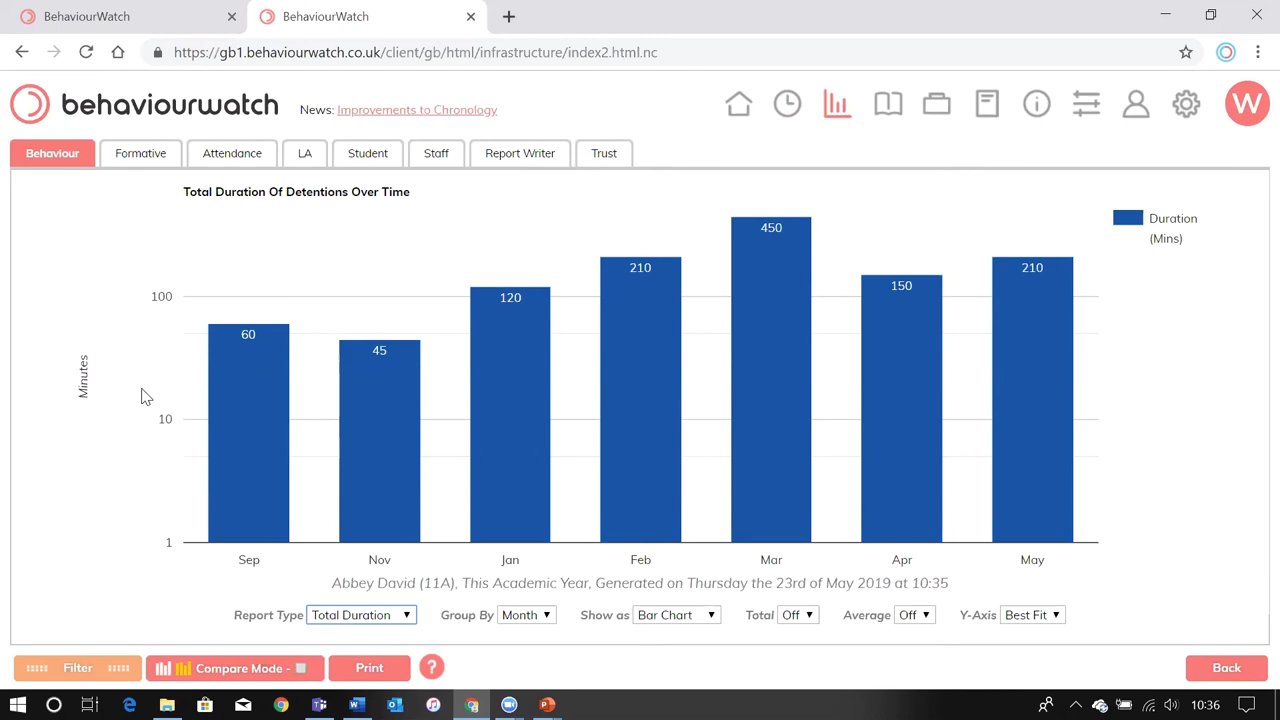 BehaviourWatch
BehaviourWatch
https://gb1.behaviourwatch.co.uk/client/gb/html/infrastructure/index2.html.nc
behaviourwatch
News: Improvements to Chronology
W
Behaviour
Formative
Attendance
LA
Student
Staff
Report Writer
Trust
Total Duration Of Detentions Over Time
Duration
(Mins)
Minutes
100
10
1
60
45
120
210
450
150
210
Sep
Nov
Jan
Feb
Mar
Apr
May
Abbey David (11A), This Academic Year, Generated on Thursday the 23rd of May 2019 at 10:35
Report Type Total Duration
Group By Month
Show as Bar Chart
Total Off
Average Off
Y-Axis Best Fit
Filter
Compare Mode -
Print
?
Back
10:36